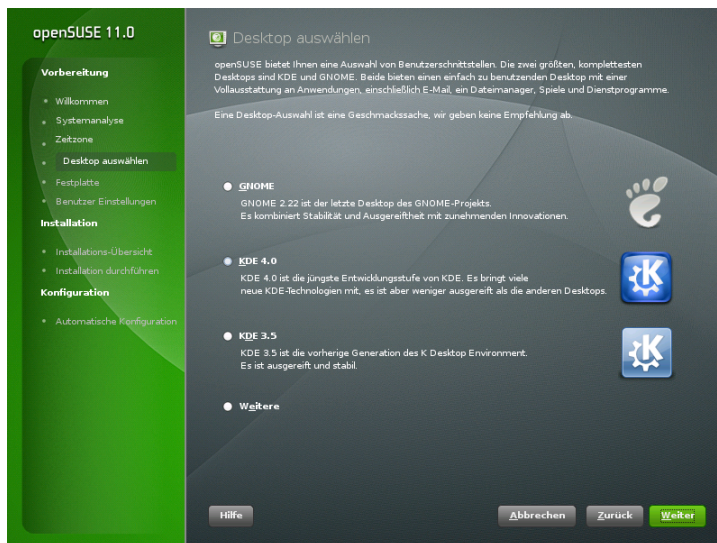 openSUSE 11.0
Vorbereitung
Willkommen
Systemanalyse
Zeitzone
Desktop auswählen
Festplatte
Benutzer Einstellungen
Installation
Installations-Übersicht
Installation durchführen
Konfiguration
Automatische Konfiguration
Desktop auswählen
openSUSE bietet Ihnen eine Auswahl von Benutzerschnittstellen. Die zwei größten, komplettesten
Desktops sind KDE und GNOME. Beide bieten einen einfach zu benutzenden Desktop mit einer
Vollausstattung an Anwendungen, einschließlich E-Mail, ein Dateimanager, Spiele und Dienstprogramme.
Eine Desktop-Auswahl ist eine Geschmackssache, wir geben keine Empfehlung ab.
GNOME
GNOME 2.22 ist der letzte Desktop des GNOME-Projekts.
Es kombiniert Stabilität und Ausgereiftheit mit zunehmenden Innovationen.
KDE 4.0
KDE 4.0 ist die jüngste Entwicklungsstufe von KDE. Es bringt viele
neue KDE-Technologien mit, es ist aber weniger ausgereift als die anderen Desktops.
KDE 3.5
KDE 3.5 ist die vorherige Generation des K Desktop Environment.
Es ist ausgereift und stabil.
Weitere
Hilfe
Abbrechen
Zurück
Weiter